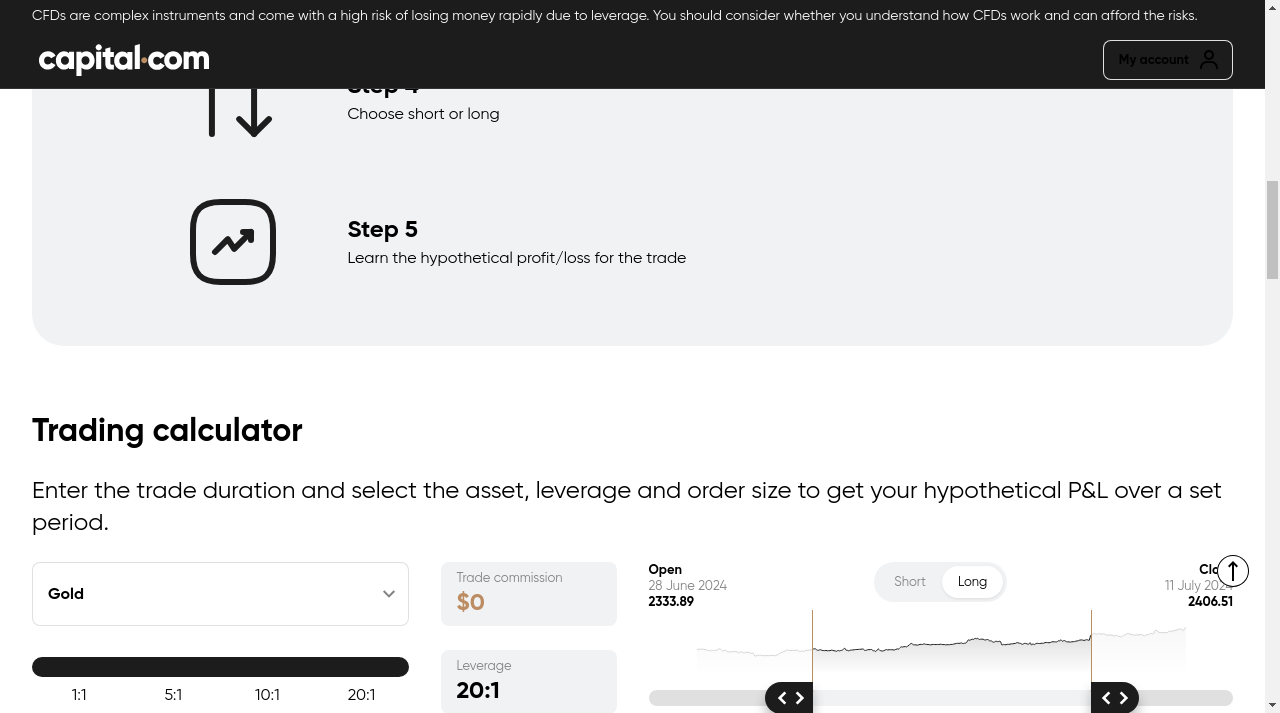 CFDs are complex instruments and come with a high risk of losing money rapidly due to leverage. You should consider whether you understand how CFDs work and can afford the risks.
capital.com
My account
Step 4
Choose short or long
Step 5
Learn the hypothetical profit/loss for the trade
Trading calculator
Enter the trade duration and select the asset, leverage and order size to get your hypothetical P&L over a set
period.
Gold
Trade commission
$0
Open
28 June 2024
2333.89
Short
Long
11 July 2024
2406.51
Leverage
20:1
1:1
5:1
10:1
20:1